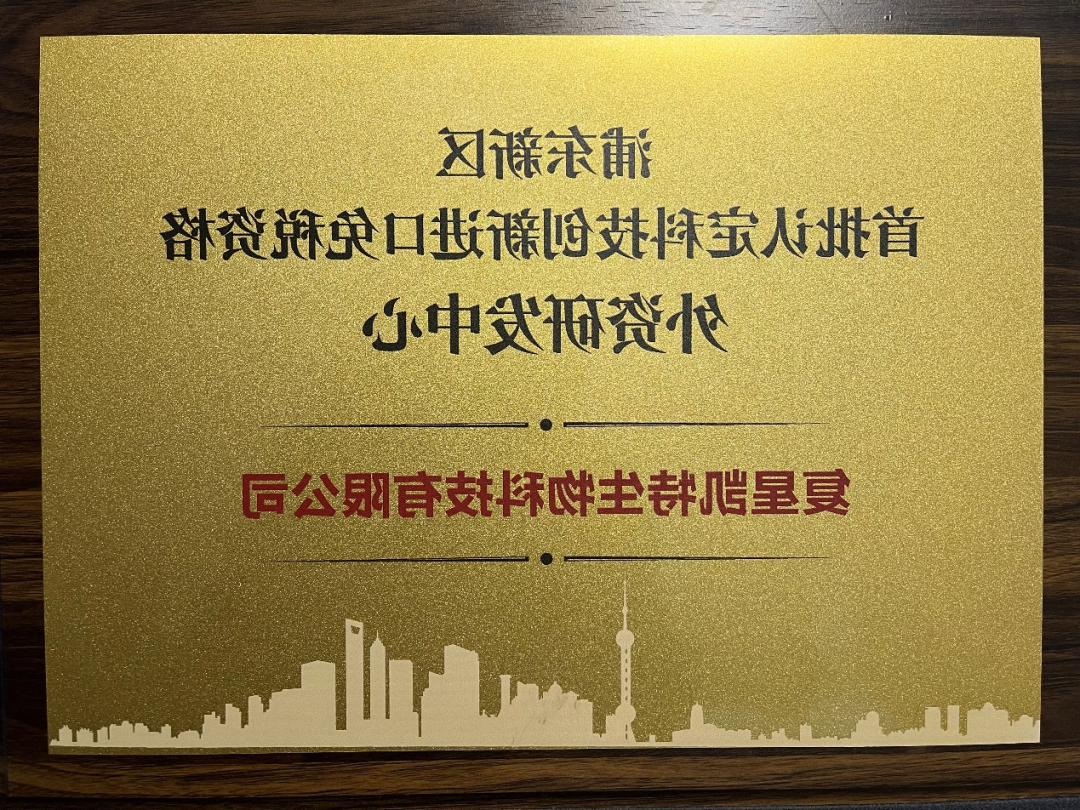 浦东新区
首批认定科技创新进口免税资格
外资研发中心
复星凯特生物科技有限公司